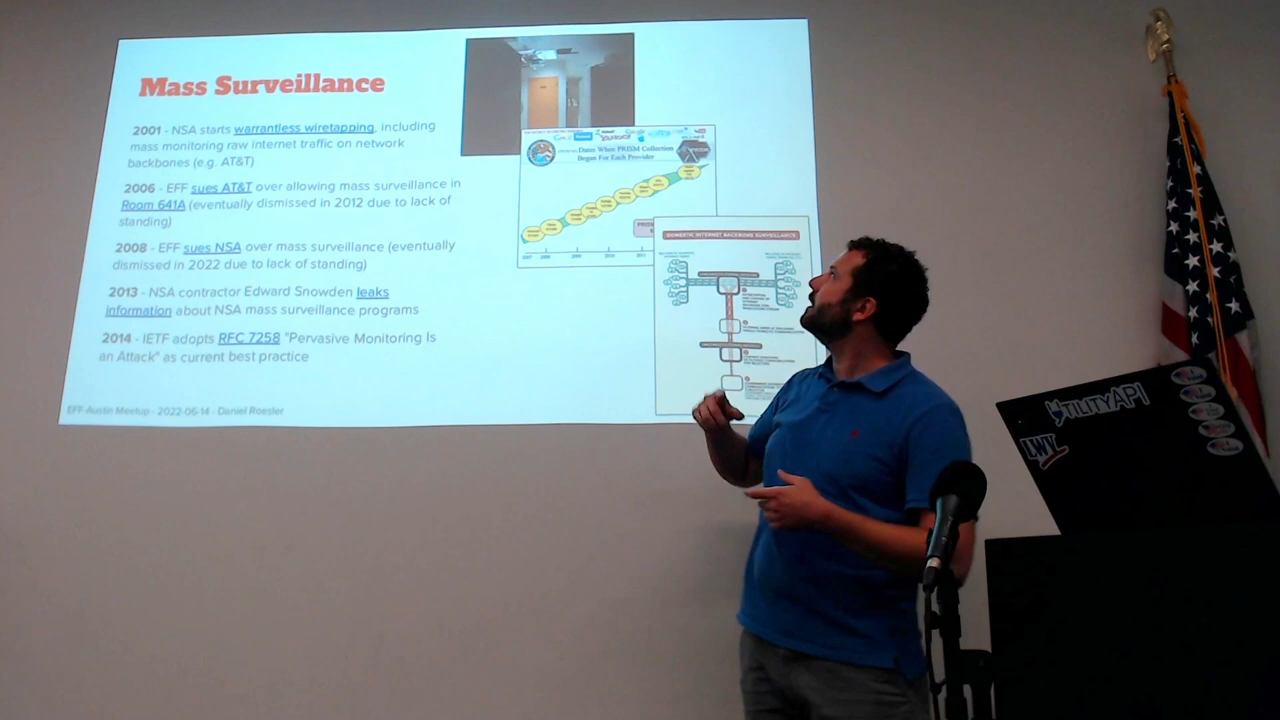 Mass Surveillance
2001 - NSA starts warrantless wiretapping, including
mass monitoring raw internet traffic on network
backbones (e.g. AT&T)
2006 - EFF sues AT&T over allowing mass surveillance in
Room 641A (eventually dismissed in 2012 due to lack of
standing)
2008 - EFF sues NSA over mass surveillance (eventually
dismissed in 2022 due to lack of standing)
2013 - NSA contractor Edward Snowden leaks
information about NSA mass surveillance programs
2014 - IETF adopts RFC 7258 "Pervasive Monitoring Is
an Attack" as current best practice
EFF-Austin Meetup - 2022-06-14 - Daniel Roesler
Dates When PRISM Collection
Began For Each Provider
DOMESTIC INTERNET BACKBONE SURVEILLANCE
UTILITYAPI
LWV